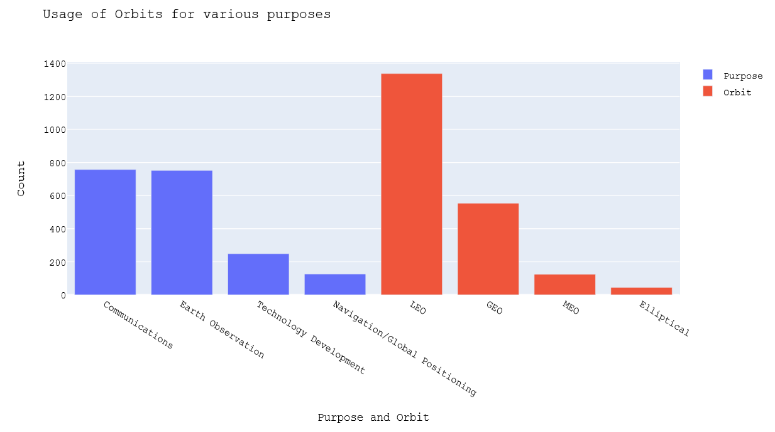 Usage of Orbits for various purposes
Purpose
Orbit
Count
1400
1200
1000
800
600
400
200
0
Communications
Earth Observation
Technology Development
Navigation/Global Positioning
LEO
GEO
MEO
Elliptical
Purpose and Orbit